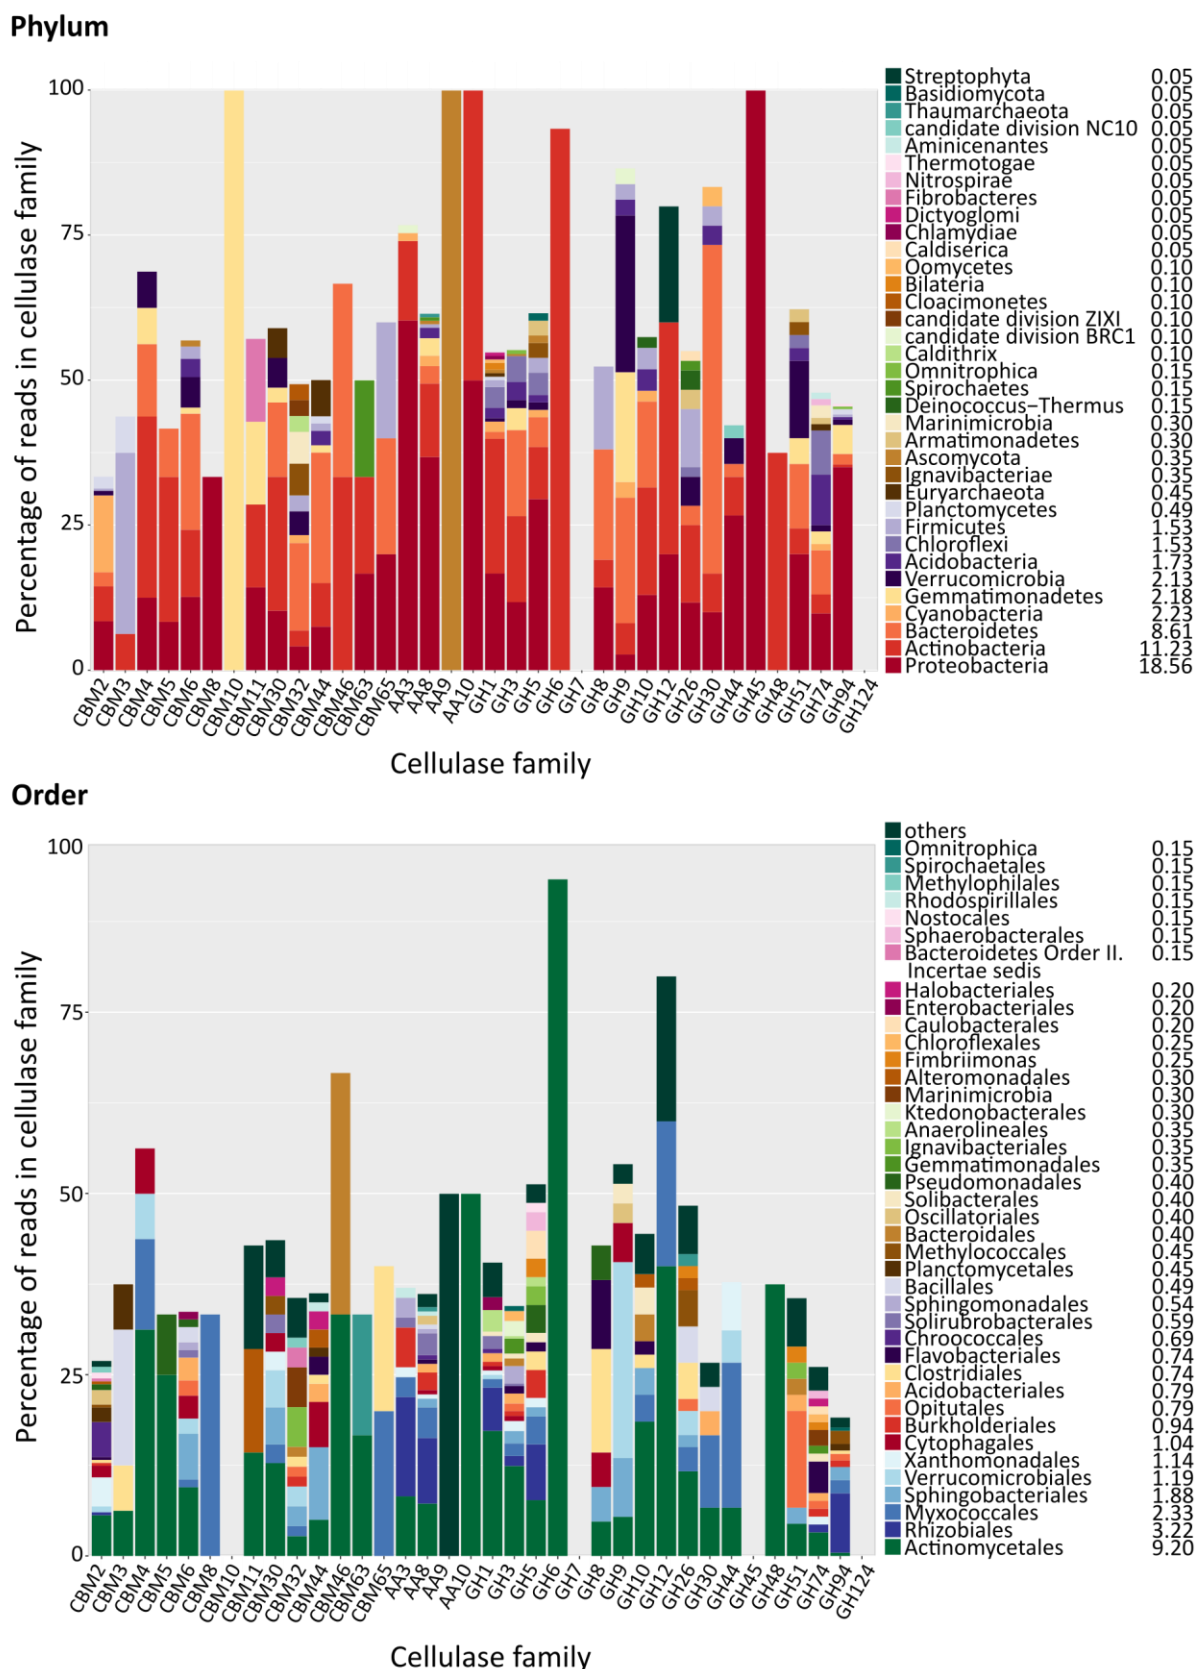 Phylum
100
75
50
25
0
Percentage of reads in cellulase family
CBM2
CBM3
CBM4
CBM5
CBM6
CBM8
CBM10
CBM11
CBM30
CBM32
CBM44
CBM46
CBM63
CBM65
AA3
AA8
AA9
AA10
GH1
GH3
GH5
GH6
GH7
GH8
GH9
GH10
GH12
GH26
GH30
GH44
GH45
GH48
GH51
GH74
GH94
GH124
Cellulase family
Streptophyta 0.05
Basidiomycota 0.05
Thaumarchaeota 0.05
candidate division NC10 0.05
Aminicenantes 0.05
Thermotogae 0.05
Nitrospirae 0.05
Fibrobacteres 0.05
Dictyoglomi 0.05
Chlamydiae 0.05
Caldiserica 0.05
Oomycetes 0.10
Bilateria 0.10
Cloacimonetes 0.10
candidate division ZIXI 0.10
candidate division BRC1 0.10
Caldithrix 0.10
Omnitrophica 0.15
Spirochaetes 0.15
Deinococcus−Thermus 0.15
Marinimicrobia 0.30
Armatimonadetes 0.30
Ascomycota 0.35
Ignavibacteriae 0.35
Euryarchaeota 0.45
Planctomycetes 0.49
Firmicutes 1.53
Chloroflexi 1.53
Acidobacteria 1.73
Verrucomicrobia 2.13
Gemmatimonadetes 2.18
Cyanobacteria 2.23
Bacteroidetes 8.61
Actinobacteria 11.23
Proteobacteria 18.56
Order
100
75
50
25
0
Percentage of reads in cellulase family
CBM2
CBM3
CBM4
CBM5
CBM6
CBM8
CBM10
CBM11
CBM30
CBM32
CBM44
CBM46
CBM63
CBM65
AA3
AA8
AA9
AA10
GH1
GH3
GH5
GH6
GH7
GH8
GH9
GH10
GH12
GH26
GH30
GH44
GH45
GH48
GH51
GH74
GH94
GH124
Cellulase family
others
Omnitrophica 0.15
Spirochaetales 0.15
Methylophilales 0.15
Rhodospirillales 0.15
Nostocales 0.15
Sphaerobacterales 0.15
Bacteroidetes Order II. 0.15
Incertae sedis
Halobacteriales 0.20
Enterobacteriales 0.20
Caulobacterales 0.20
Chloroflexales 0.25
Fimbriimonas 0.25
Alteromonadales 0.30
Marinimicrobia 0.30
Ktedonobacterales 0.30
Anaerolineales 0.35
Ignavibacteriales 0.35
Gemmatimonadales 0.35
Pseudomonadales 0.40
Solibacterales 0.40
Oscillatoriales 0.40
Bacteroidales 0.40
Methylococcales 0.45
Planctomycetales 0.45
Bacillales 0.49
Sphingomonadales 0.54
Solirubrobacterales 0.59
Chroococcales 0.69
Flavobacteriales 0.74
Clostridiales 0.74
Acidobacteriales 0.79
Opitutales 0.79
Burkholderiales 0.94
Cytophagales 1.04
Xanthomonadales 1.14
Verrucomicrobiales 1.19
Sphingobacteriales 1.88
Myxococcales 2.33
Rhizobiales 3.22
Actinomycetales 9.20